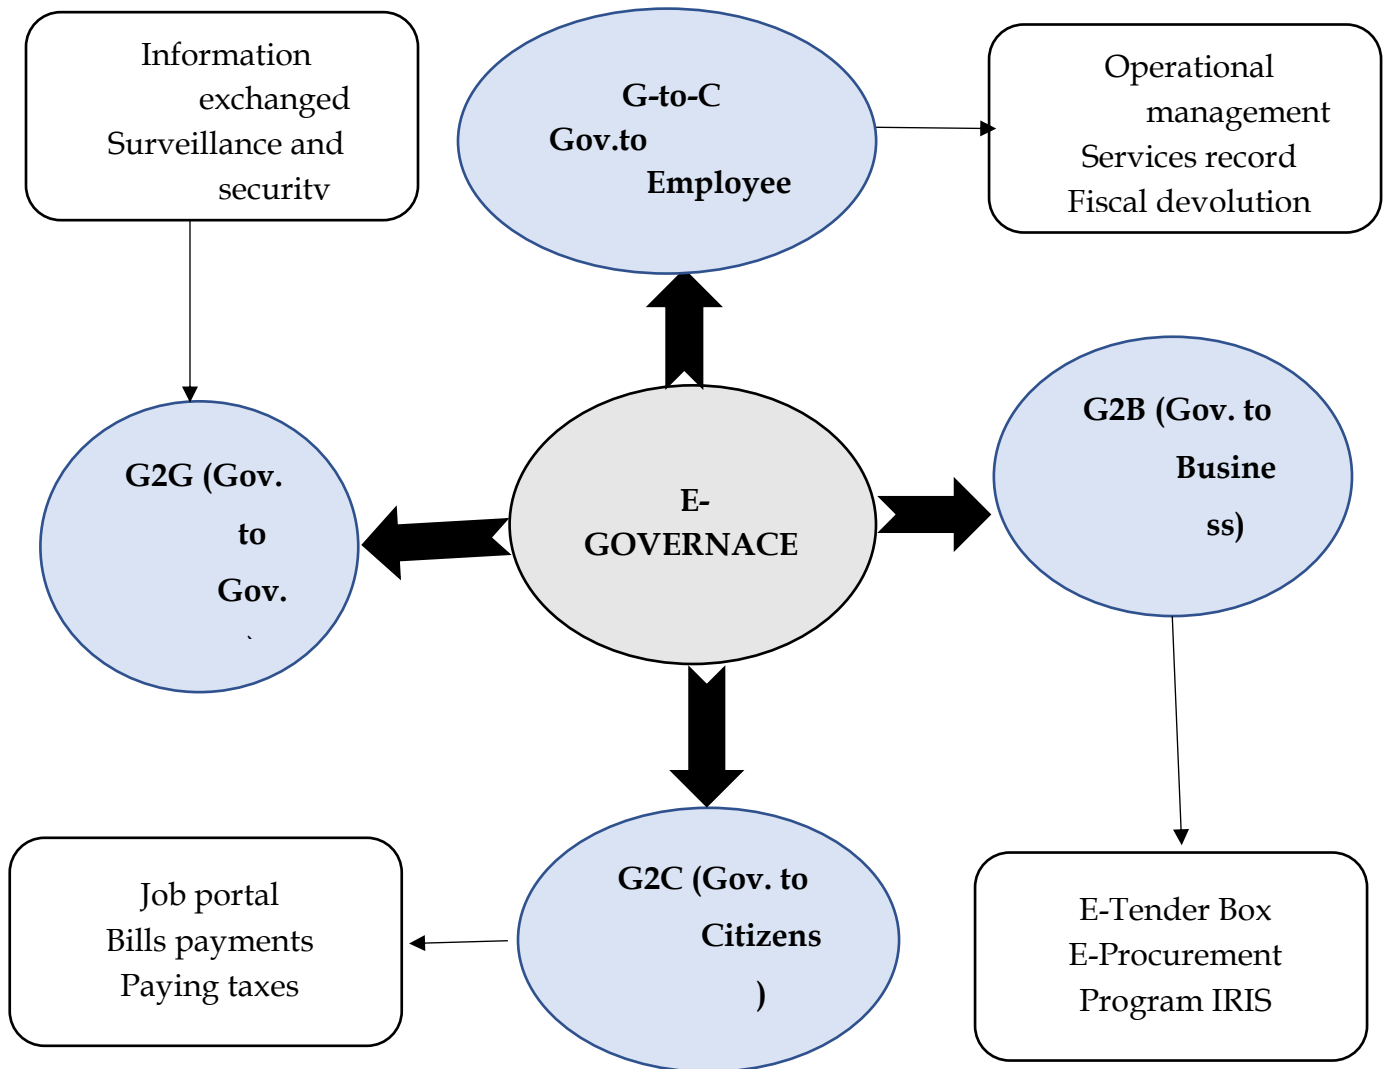 Information
exchanged
Surveillance and
security
G-to-C
Gov.to
Employee
Operational
management
Services record
Fiscal devolution
G2G (Gov.
to
Gov.
)
E-
GOVERNACE
G2B (Gov. to
Busine
ss)
G2C (Gov. to
Citizens
)
Job portal
Bills payments
Paying taxes
E-Tender Box
E-Procurement
Program IRIS